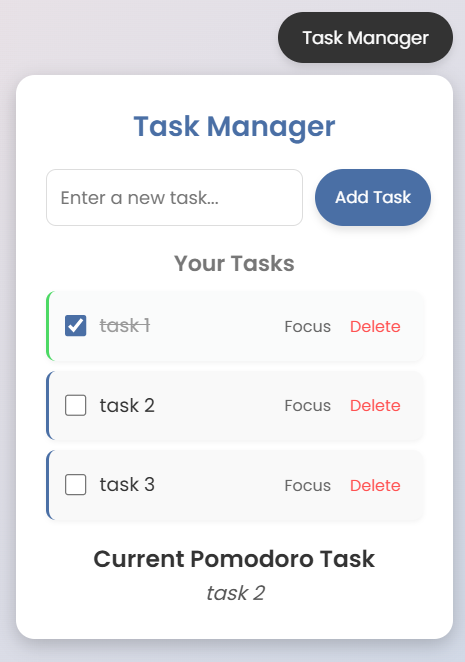 Task Manager
Task Manager
Enter a new task... Add Task
Your Tasks
task 1 Focus Delete
task 2 Focus Delete
task 3 Focus Delete
Current Pomodoro Task
task 2